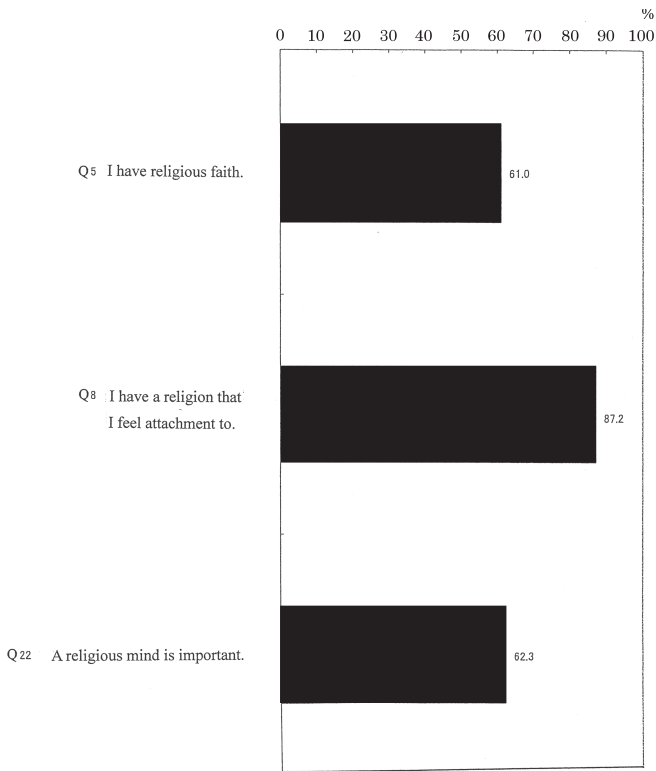 %
0 10 20 30 40 50 60 70 80 90 100
Q5 I have religious faith.
61.0
Q8 I have a religion that
I feel attachment to.
87.2
Q22 A religious mind is important.
62.3